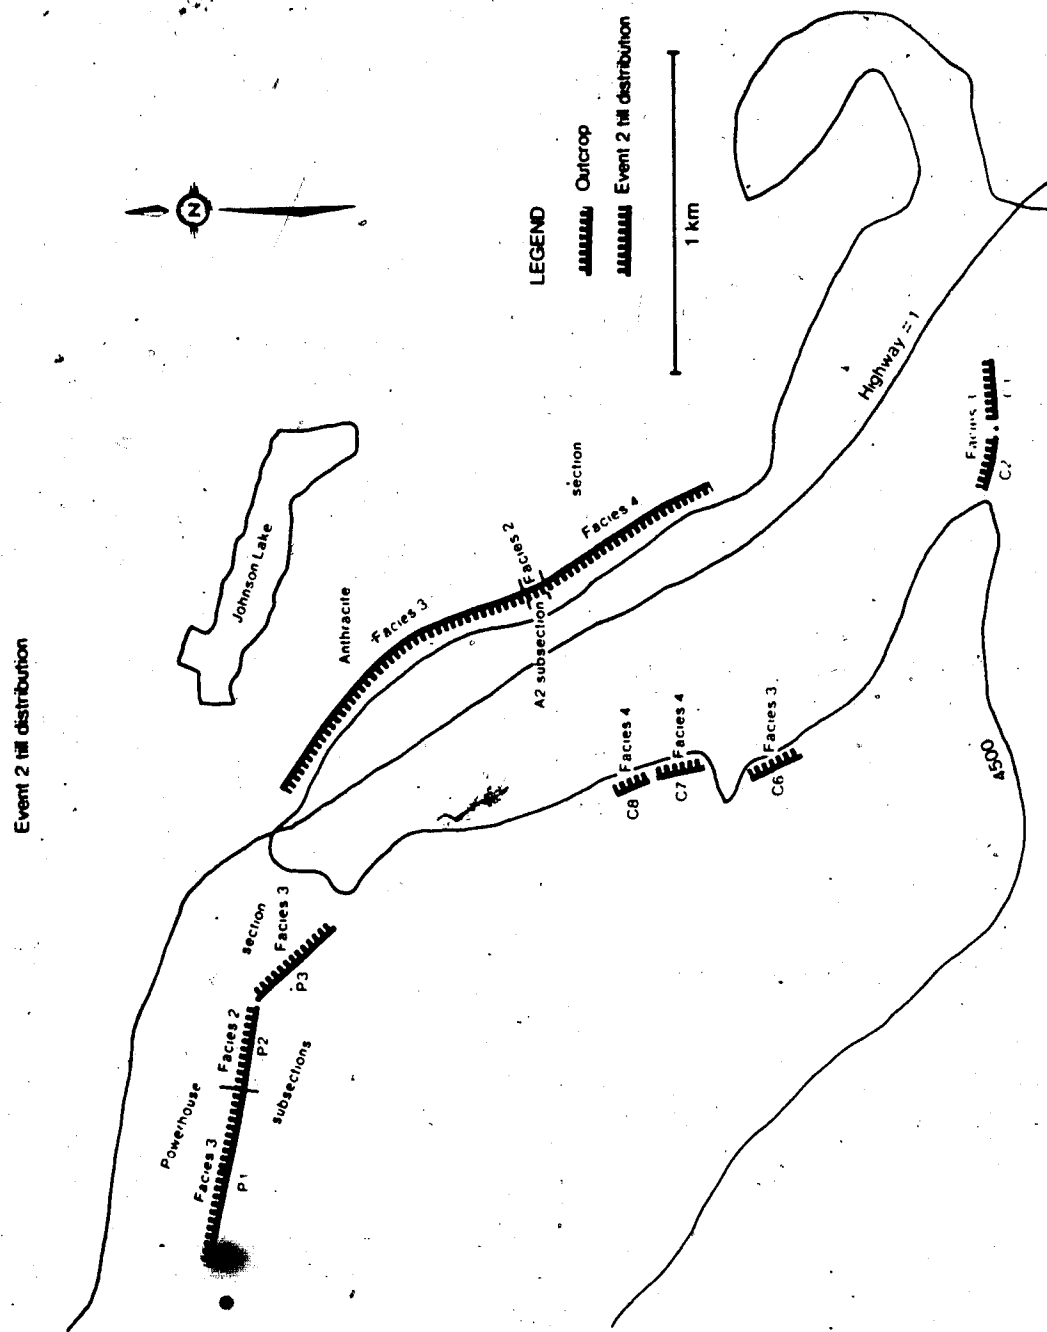 Event 2 till distribution
N
Johnson Lake
LEGEND
Outcrop
Event 2 till distribution
1 km
Powerhouse
section
Facies 3
Facies 2
Facies 3
P1
P2
P3
subsections
Anthracite
section
Facies 3
Facies 2
Facies 4
A2 subsection
Highway = 1
C8
Facies 4
C7
Facies 4
C6
Facies 3
Facies
C2
4500